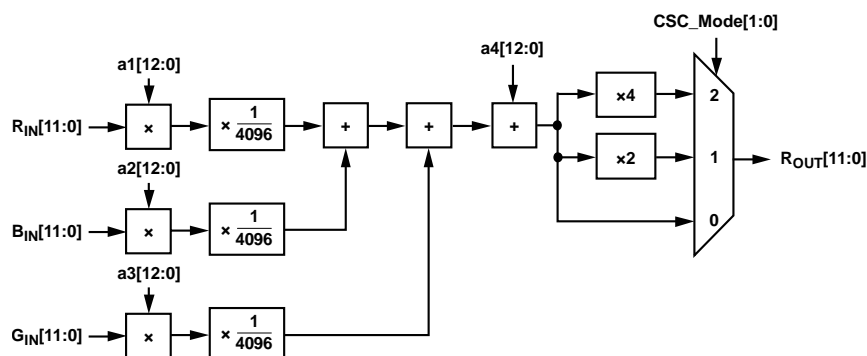 CSC_Mode[1:0]
a1[12:0]
a4[12:0]
R_IN[11:0]
×
× 1/4096
+
+
+
×4
2
a2[12:0]
×2
1
R_OUT[11:0]
B_IN[11:0]
×
× 1/4096
0
a3[12:0]
G_IN[11:0]
×
× 1/4096